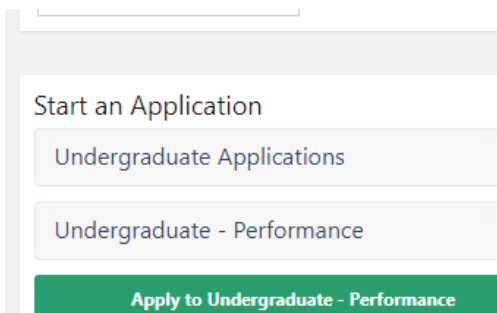 Start an Application
Undergraduate Applications
Undergraduate - Performance
Apply to Undergraduate - Performance